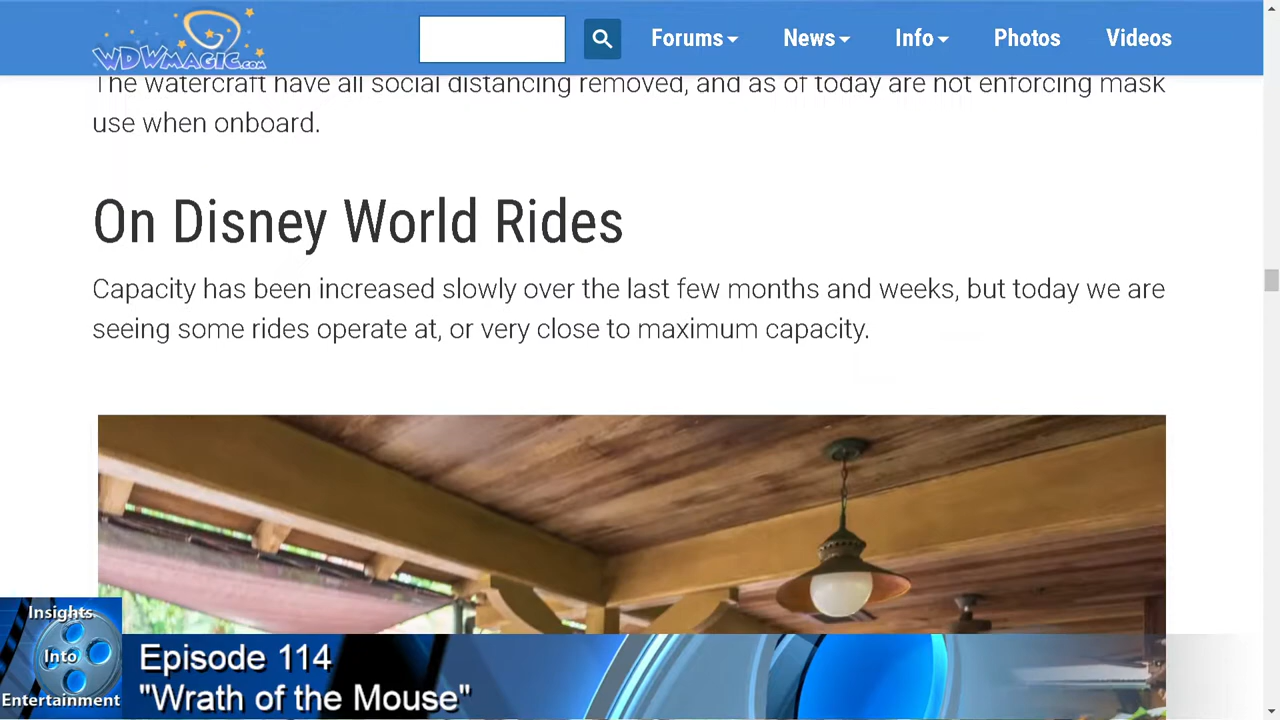 WDWMAGIC.COM
Forums
News
Info
Photos
Videos
The watercraft have all social distancing removed, and as of today are not enforcing mask
use when onboard.
On Disney World Rides
Capacity has been increased slowly over the last few months and weeks, but today we are
seeing some rides operate at, or very close to maximum capacity.
Insights
Into
Entertainment
Episode 114
"Wrath of the Mouse"